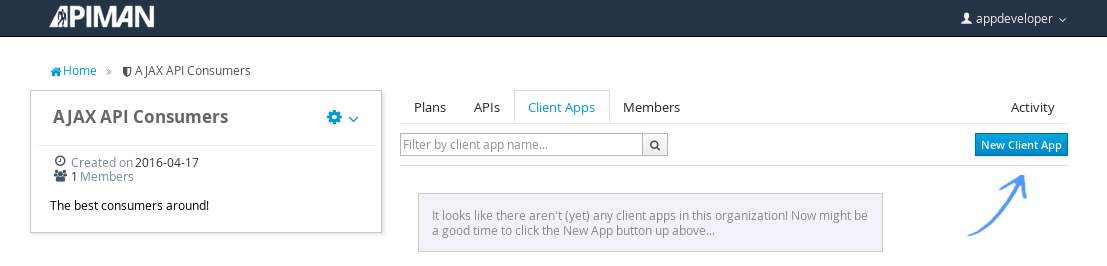 APIMAN
appdeveloper
Home » AJAX API Consumers
AJAX API Consumers
Created on 2016-04-17
1 Members
The best consumers around!
Plans APIs Client Apps Members Activity
Filter by client app name...
New Client App
It looks like there aren't (yet) any client apps in this organization! Now might be
a good time to click the New App button up above...